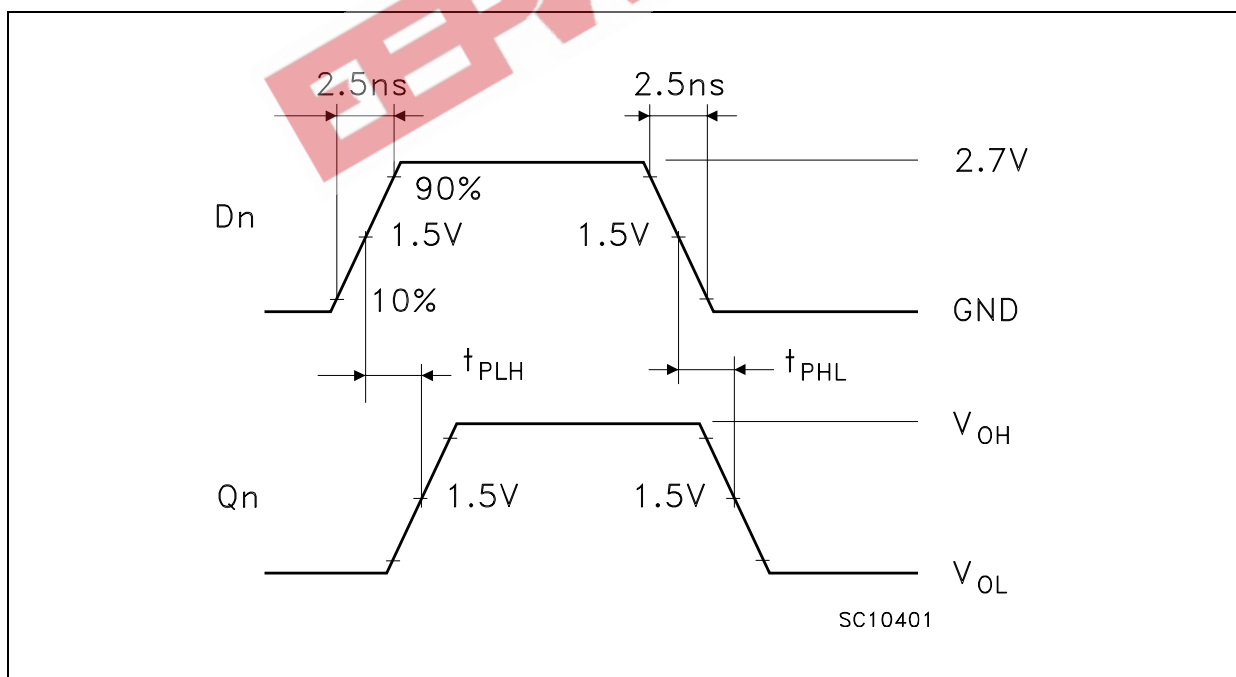 2.5ns 2.5ns
2.7V
90%
Dn
1.5V 1.5V
10%
GND
tPLH tPHL
VOH
Qn 1.5V 1.5V
VOL
SC10401